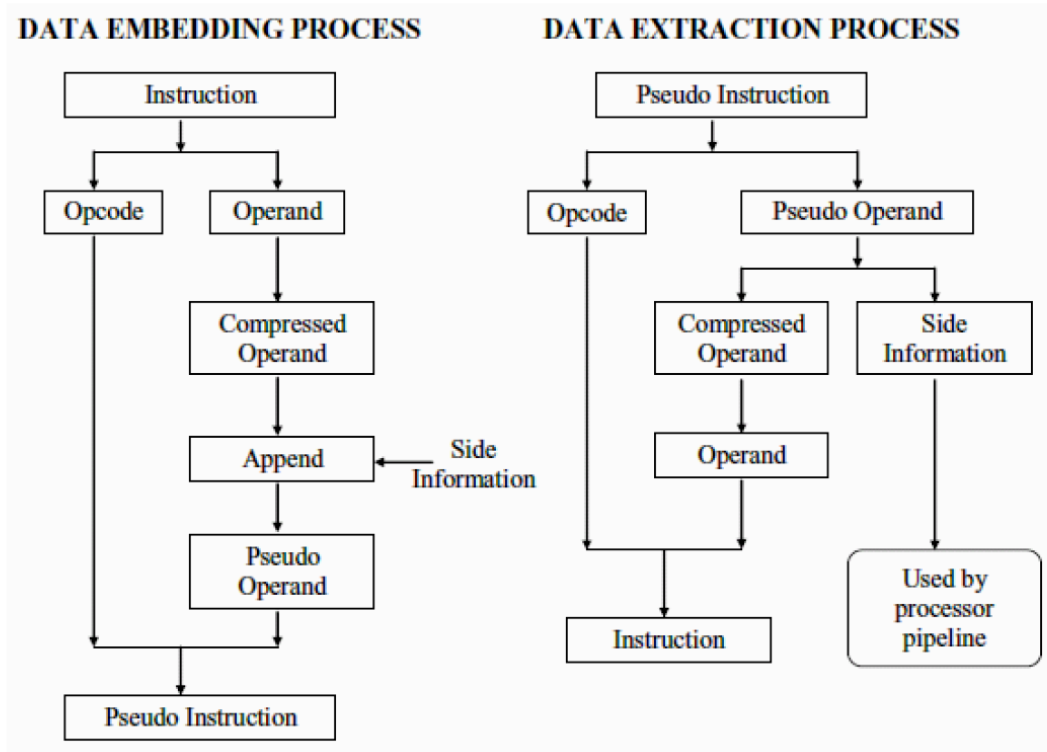 DATA EMBEDDING PROCESS
Instruction
Opcode
Operand
Compressed
Operand
Append
Side
Information
Pseudo
Operand
Pseudo Instruction
DATA EXTRACTION PROCESS
Pseudo Instruction
Opcode
Pseudo Operand
Compressed
Operand
Side
Information
Operand
Used by
processor
pipeline
Instruction